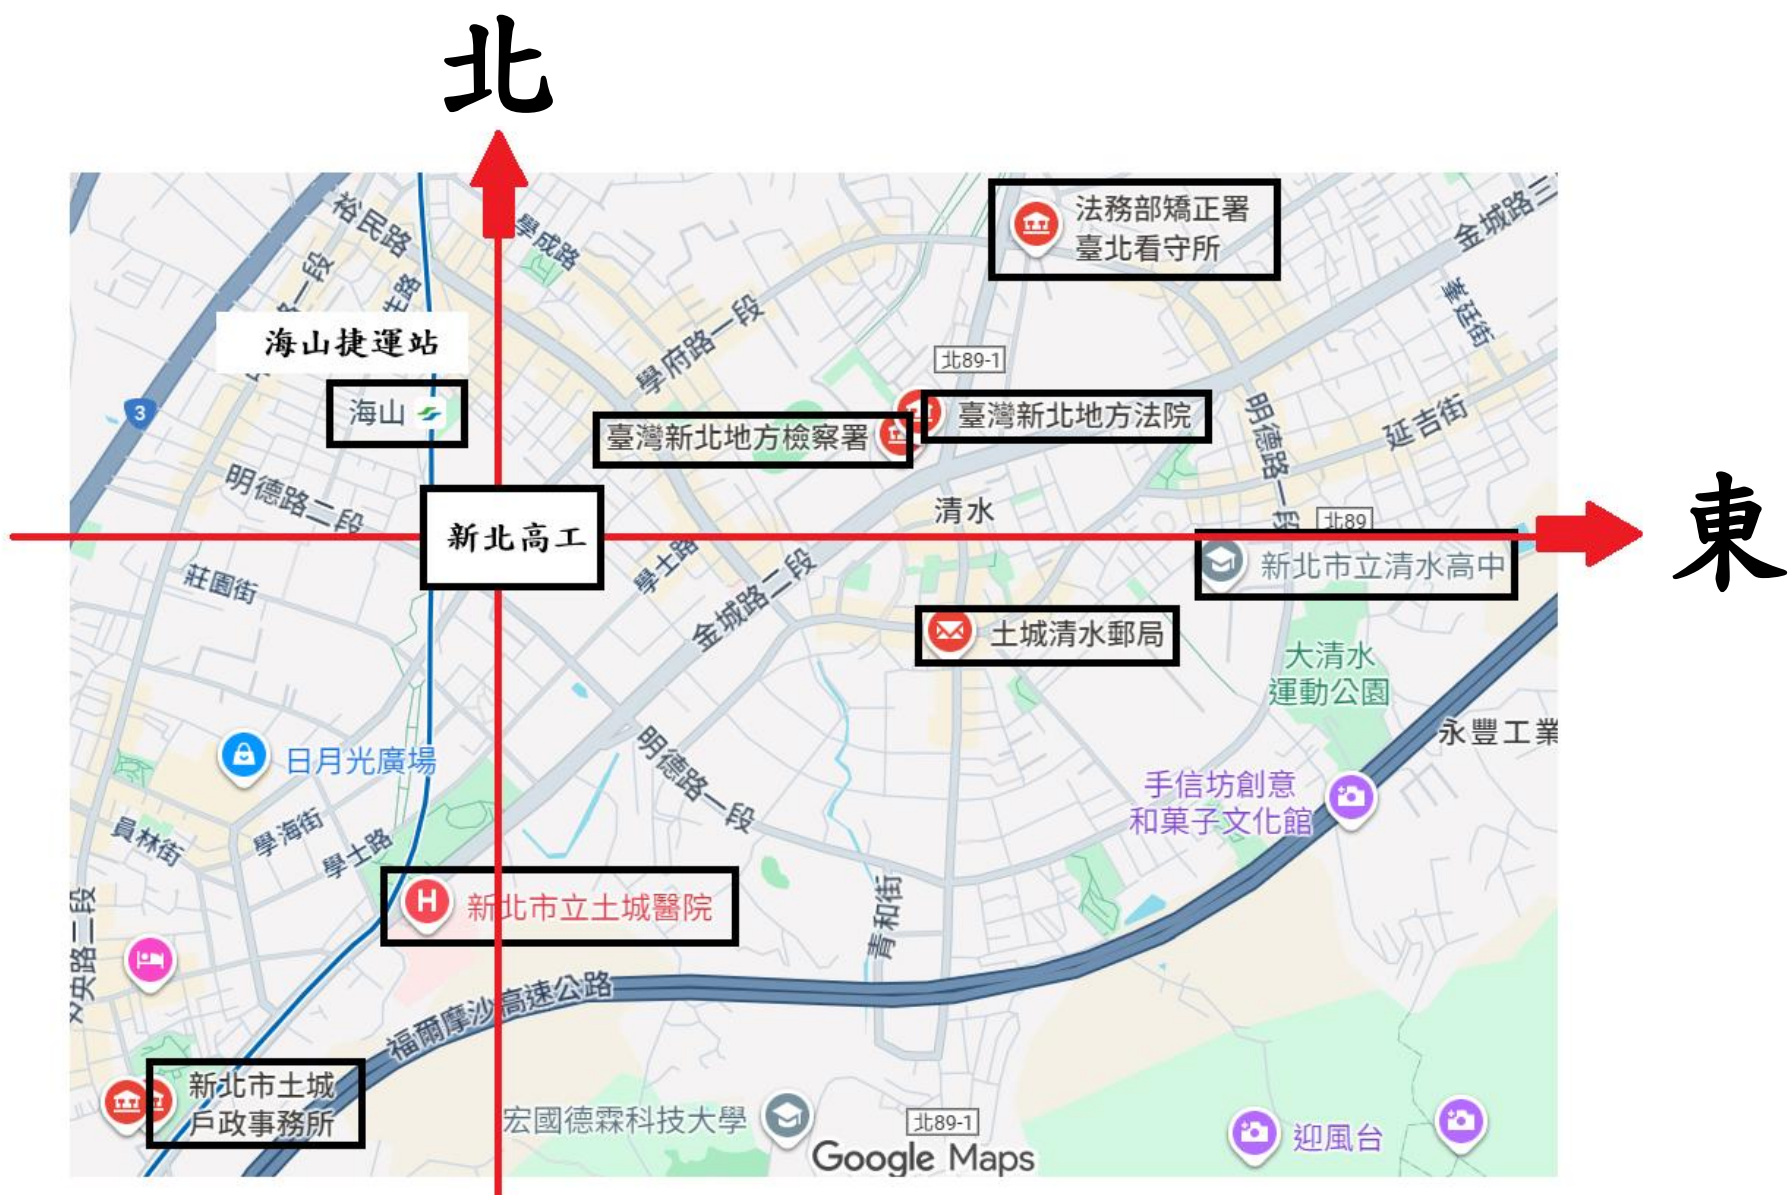 北
法務部矯正署
臺北看守所
金城路三
裕民路
學成路
峯廷街
學府路一段
海山捷運站
北89-1
3
海山
臺灣新北地方檢察署
臺灣新北地方法院
明德路一段
延吉街
明德路二段
清水
北89
東
新北高工
學士路
金城路二段
新北市立清水高中
莊園街
土城清水郵局
大清水
運動公園
永豐工業
日月光廣場
明德路一段
手信坊創意
和菓子文化館
員林街
學海街
學士路
H
新北市立土城醫院
青和街
福爾摩沙高速公路
新北市土城
戶政事務所
宏國德霖科技大學
北89-1
迎風台
Google Maps